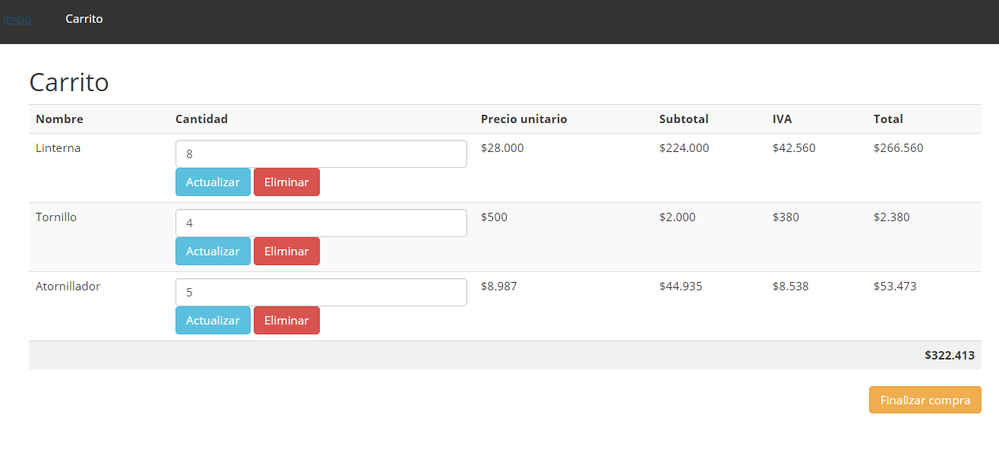 Inicio Carrito
Carrito
Nombre Cantidad Precio unitario Subtotal IVA Total
Linterna 8 $28.000 $224.000 $42.560 $266.560
Actualizar Eliminar
Tornillo 4 $500 $2.000 $380 $2.380
Actualizar Eliminar
Atornillador 5 $8.987 $44.935 $8.538 $53.473
Actualizar Eliminar
$322.413
Finalizar compra